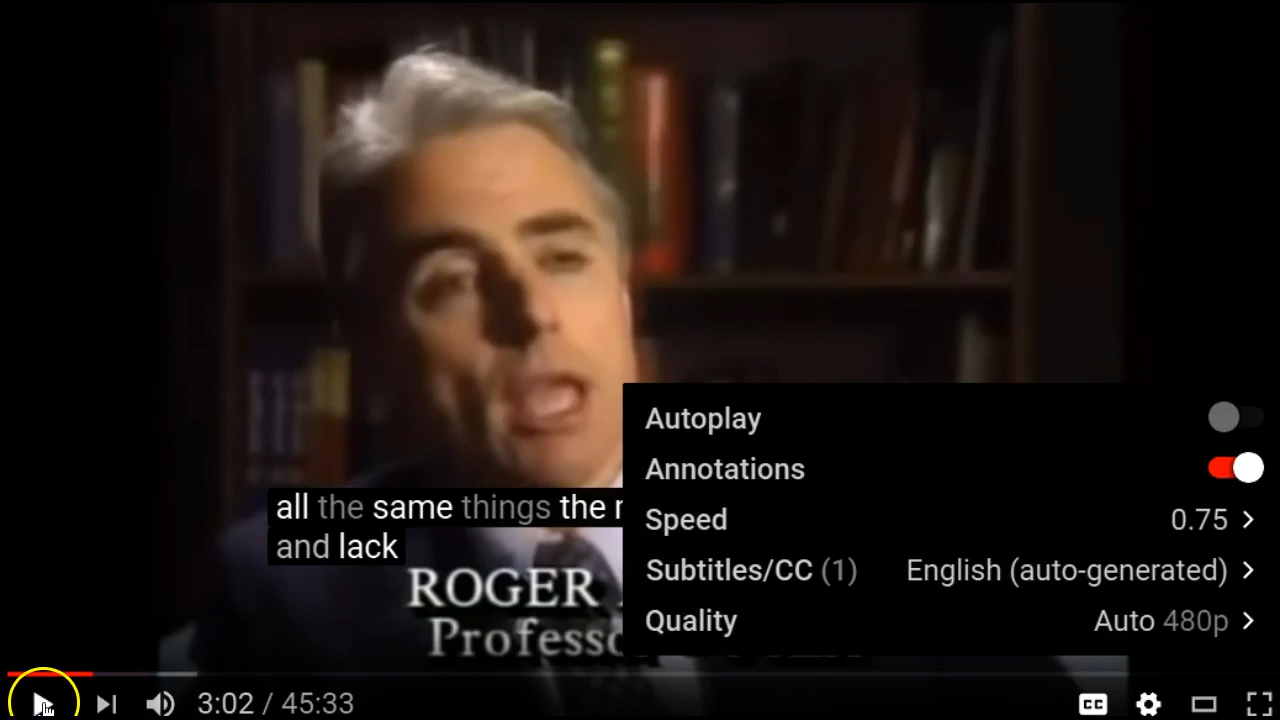 all the same things the
and lack
ROGER
Autoplay
Annotations
Speed 0.75
Subtitles/CC (1) English (auto-generated)
Quality Auto 480p
3:02 / 45:33
CC